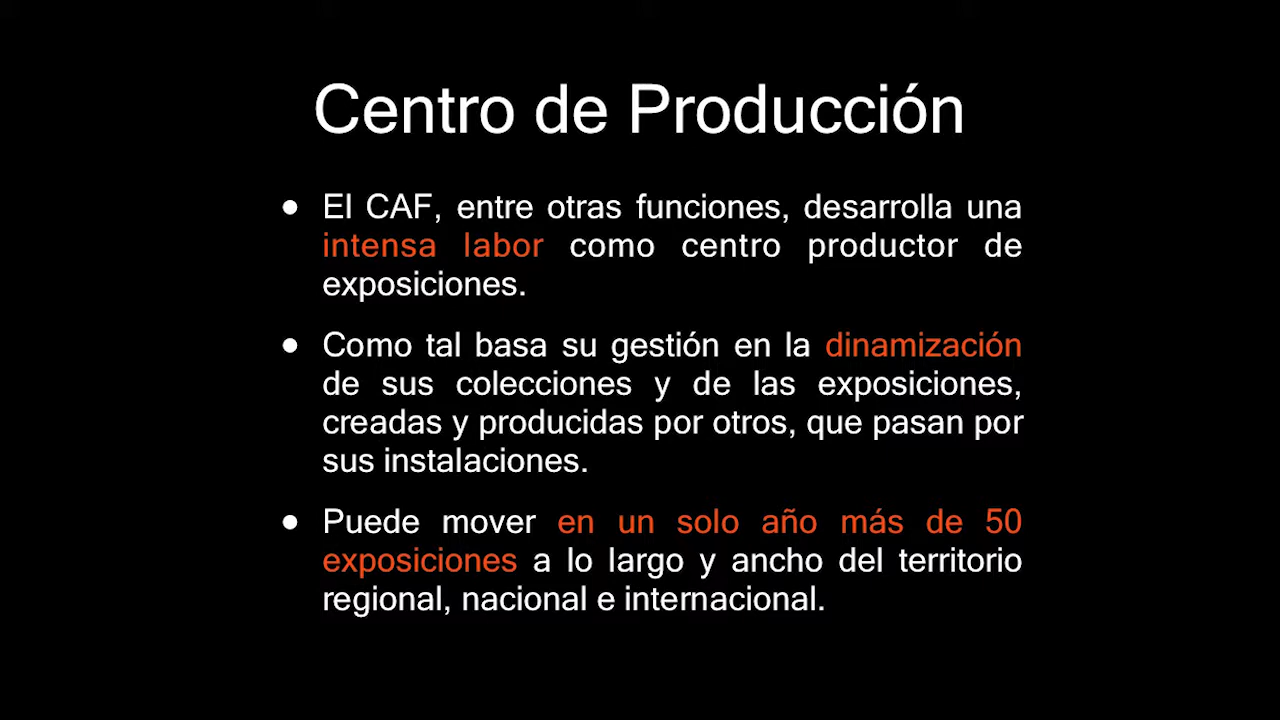 Centro de Producción
● El CAF, entre otras funciones, desarrolla una
intensa labor como centro productor de
exposiciones.
● Como tal basa su gestión en la dinamización
de sus colecciones y de las exposiciones,
creadas y producidas por otros, que pasan por
sus instalaciones.
● Puede mover en un solo año más de 50
exposiciones a lo largo y ancho del territorio
regional, nacional e internacional.